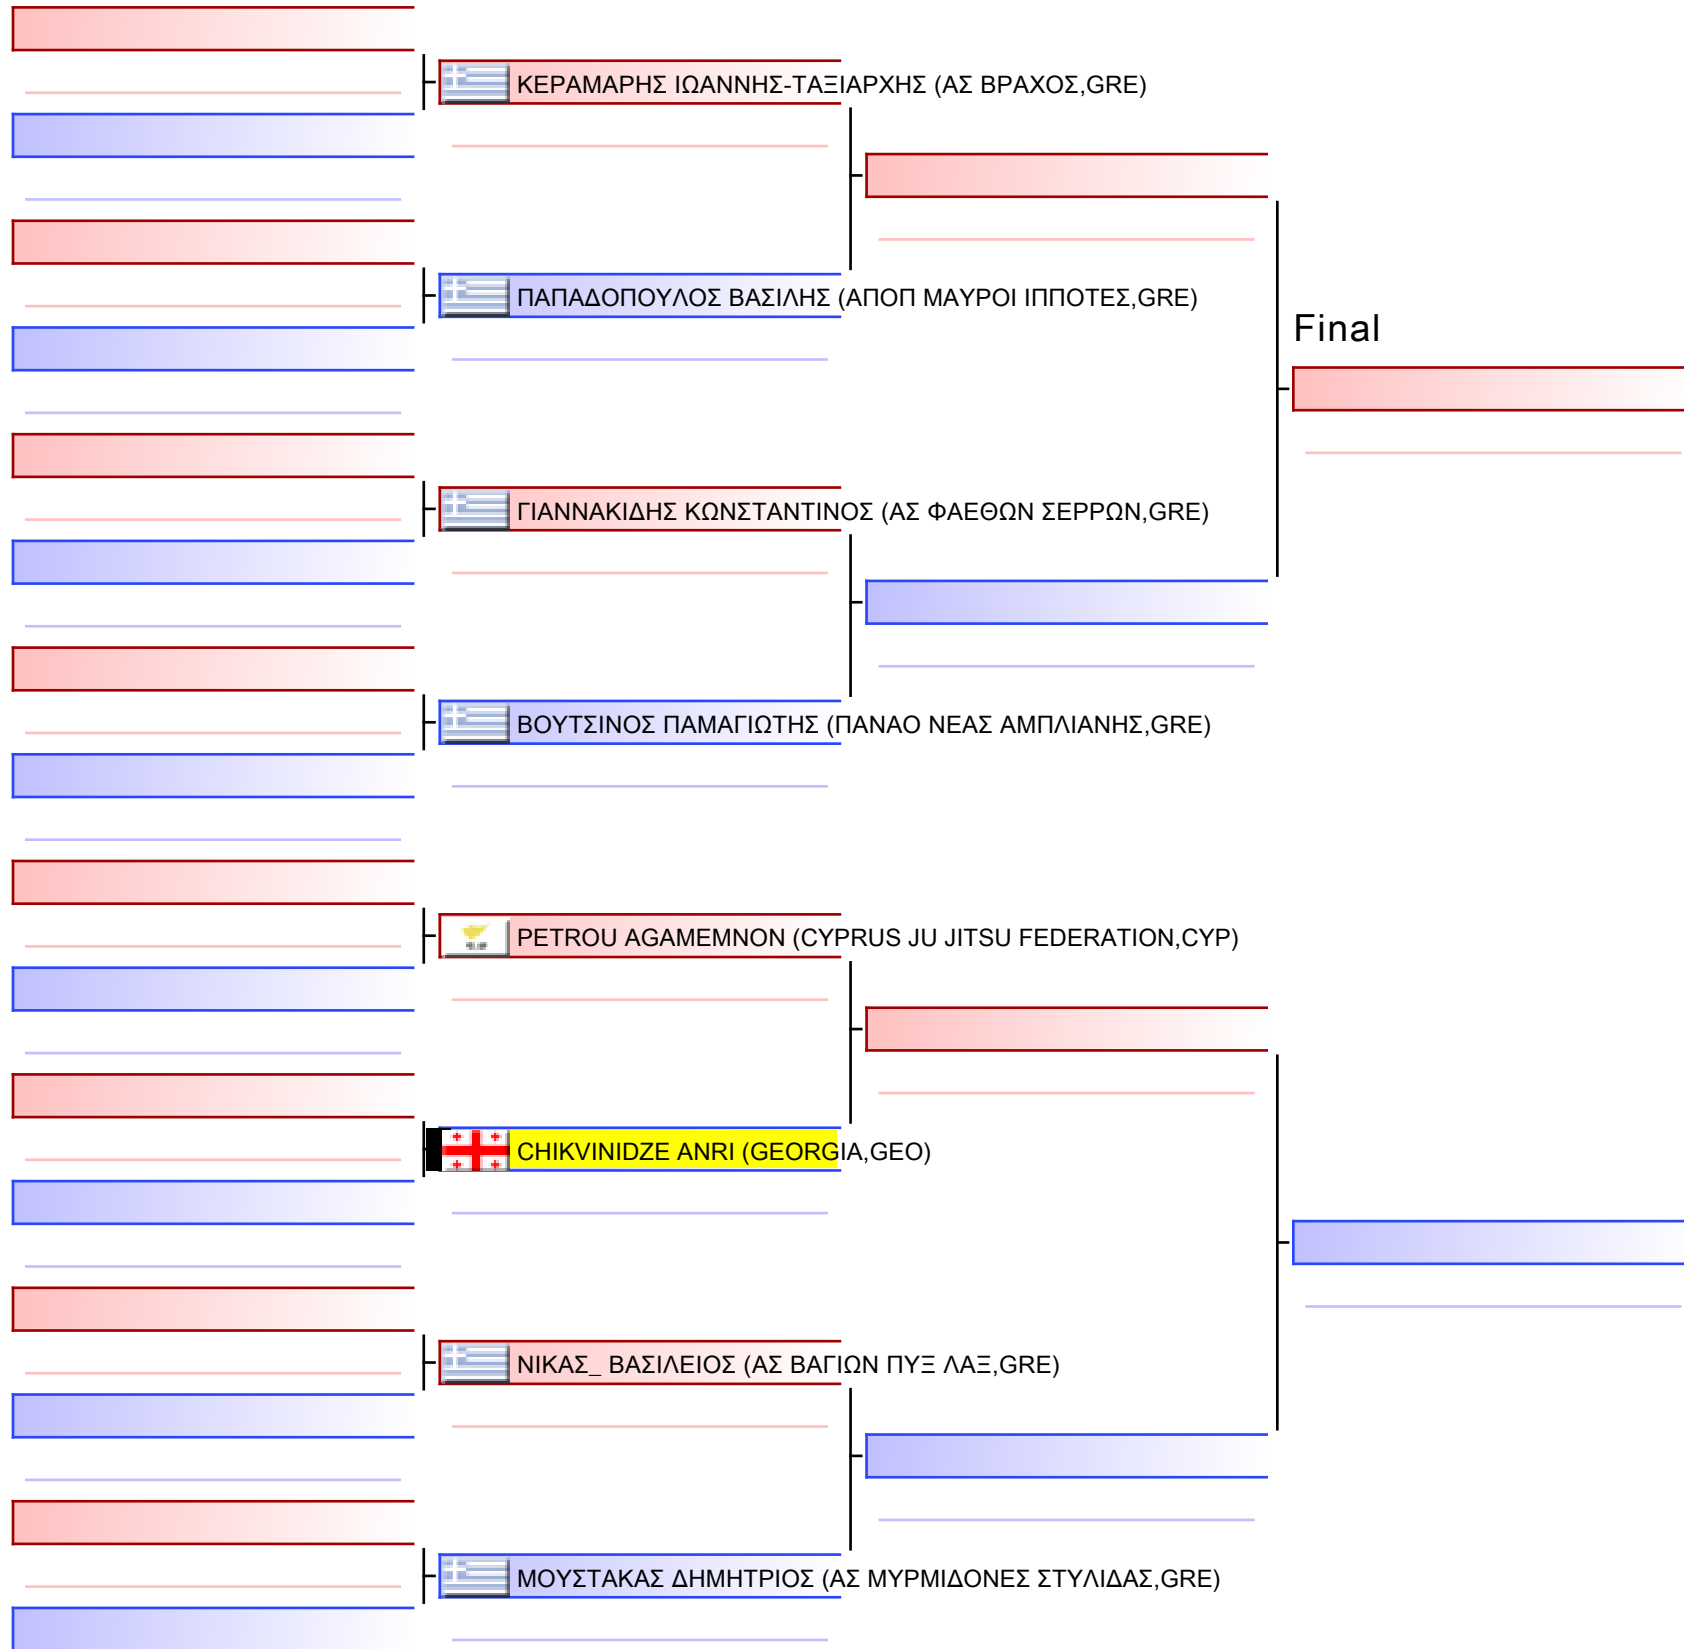 ΚΕΡΑΜΑΡΗΣ ΙΩΑΝΝΗΣ-ΤΑΞΙΑΡΧΗΣ (ΑΣ ΒΡΑΧΟΣ,GRE)
ΠΑΠΑΔΟΠΟΥΛΟΣ ΒΑΣΙΛΗΣ (ΑΠΟΠ ΜΑΥΡΟΙ ΙΠΠΟΤΕΣ,GRE)
Final
ΓΙΑΝΝΑΚΙΔΗΣ ΚΩΝΣΤΑΝΤΙΝΟΣ (ΑΣ ΦΑΕΘΩΝ ΣΕΡΡΩΝ,GRE)
ΒΟΥΤΣΙΝΟΣ ΠΑΜΑΓΙΩΤΗΣ (ΠΑΝΑΟ ΝΕΑΣ ΑΜΠΛΙΑΝΗΣ,GRE)
PETROU AGAMEMNON (CYPRUS JU JITSU FEDERATION,CYP)
CHIKVINIDZE ANRI (GEORGIA,GEO)
ΝΙΚΑΣ_ ΒΑΣΙΛΕΙΟΣ (ΑΣ ΒΑΓΙΩΝ ΠΥΞ ΛΑΞ,GRE)
ΜΟΥΣΤΑΚΑΣ ΔΗΜΗΤΡΙΟΣ (ΑΣ ΜΥΡΜΙΔΟΝΕΣ ΣΤΥΛΙΔΑΣ,GRE)